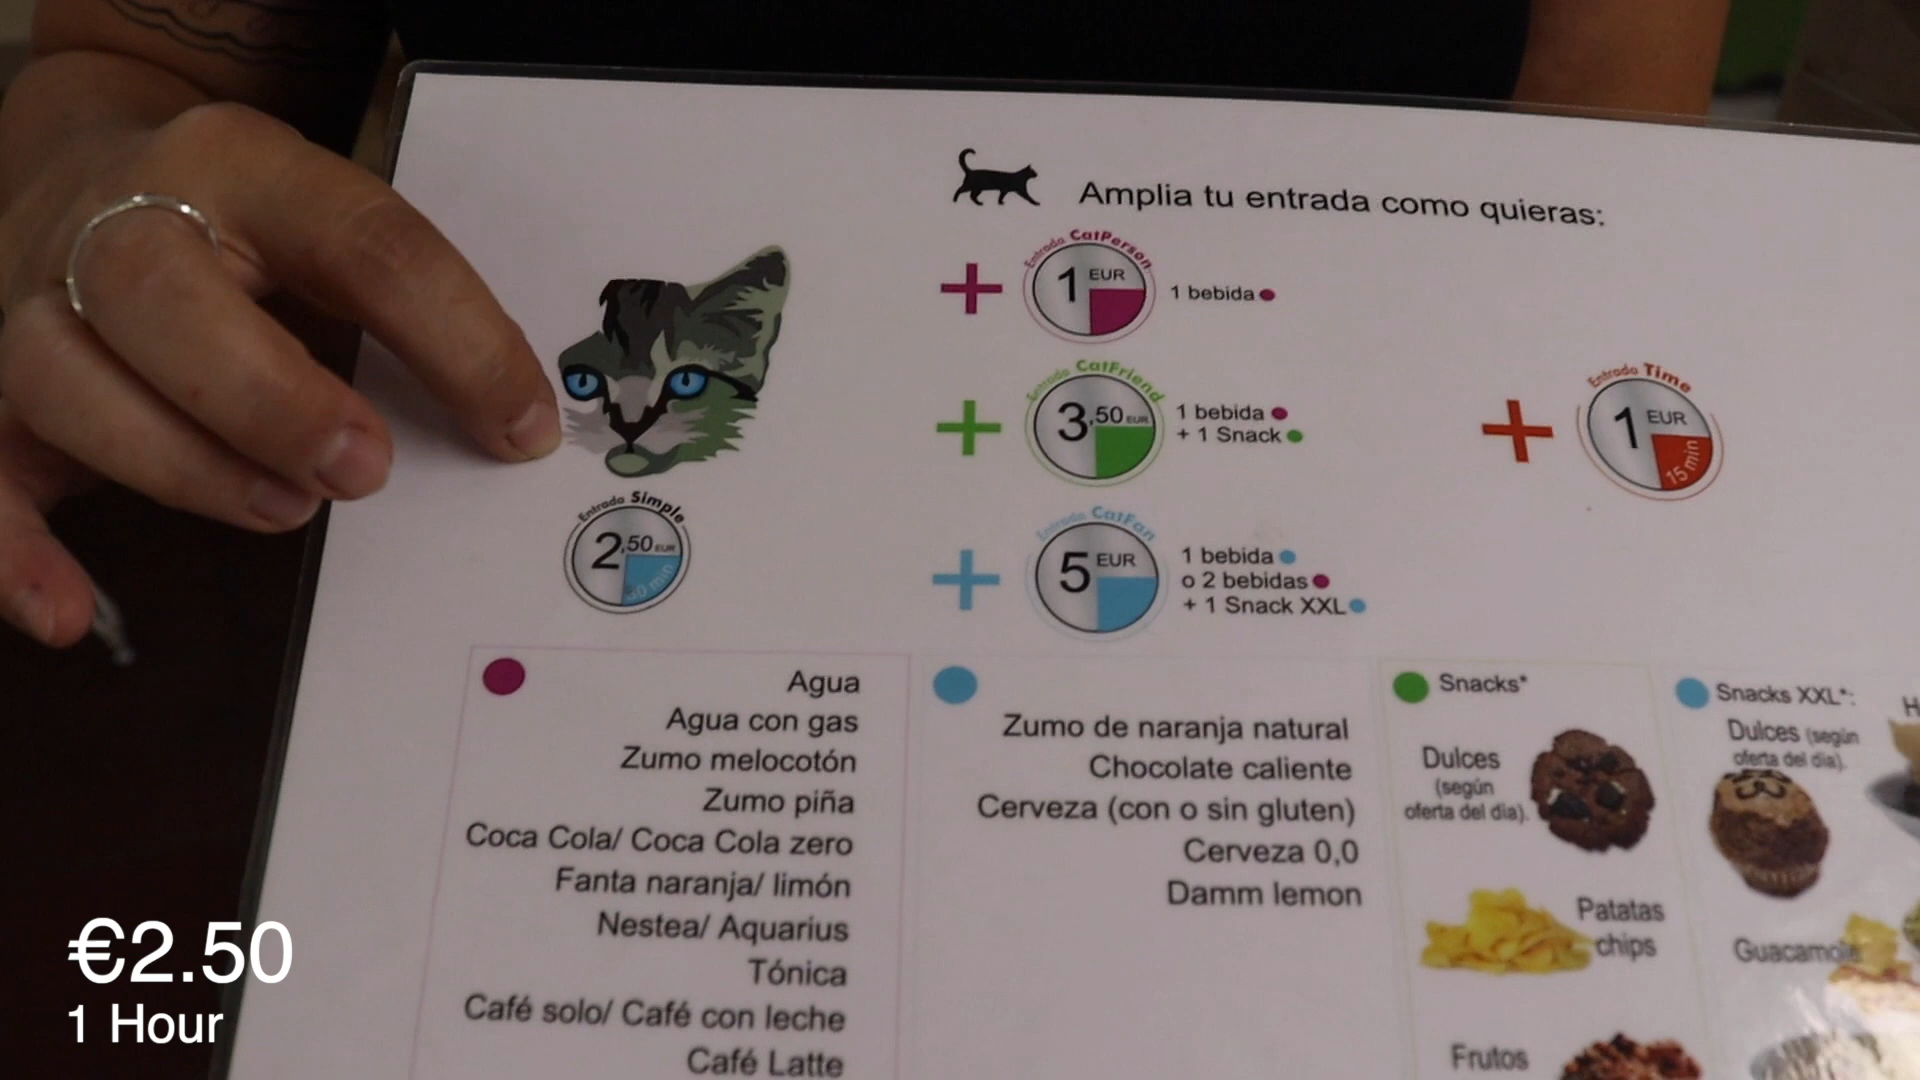 Amplia tu entrada como quieras:
Entrada CatPerson
1 EUR
1 bebida
Entrada CatFriend
3,50 EUR
1 bebida
+ 1 Snack
Entrada Time
1 EUR
15 min
Entrada Simple
2,50 EUR
Entrada CatFan
5 EUR
1 bebida
o 2 bebidas
+ 1 Snack XXL
Agua
Agua con gas
Zumo melocotón
Zumo piña
Coca Cola/ Coca Cola zero
Fanta naranja/ limón
Nestea/ Aquarius
Tónica
Café solo/ Café con leche
Café Latte
Zumo de naranja natural
Chocolate caliente
Cerveza (con o sin gluten)
Cerveza 0,0
Damm lemon
Snacks*
Dulces
(según
oferta del día).
Patatas
chips
Frutos
Snacks XXL*:
Dulces (según
oferta del día).
Guacamole
€2.50
1 Hour